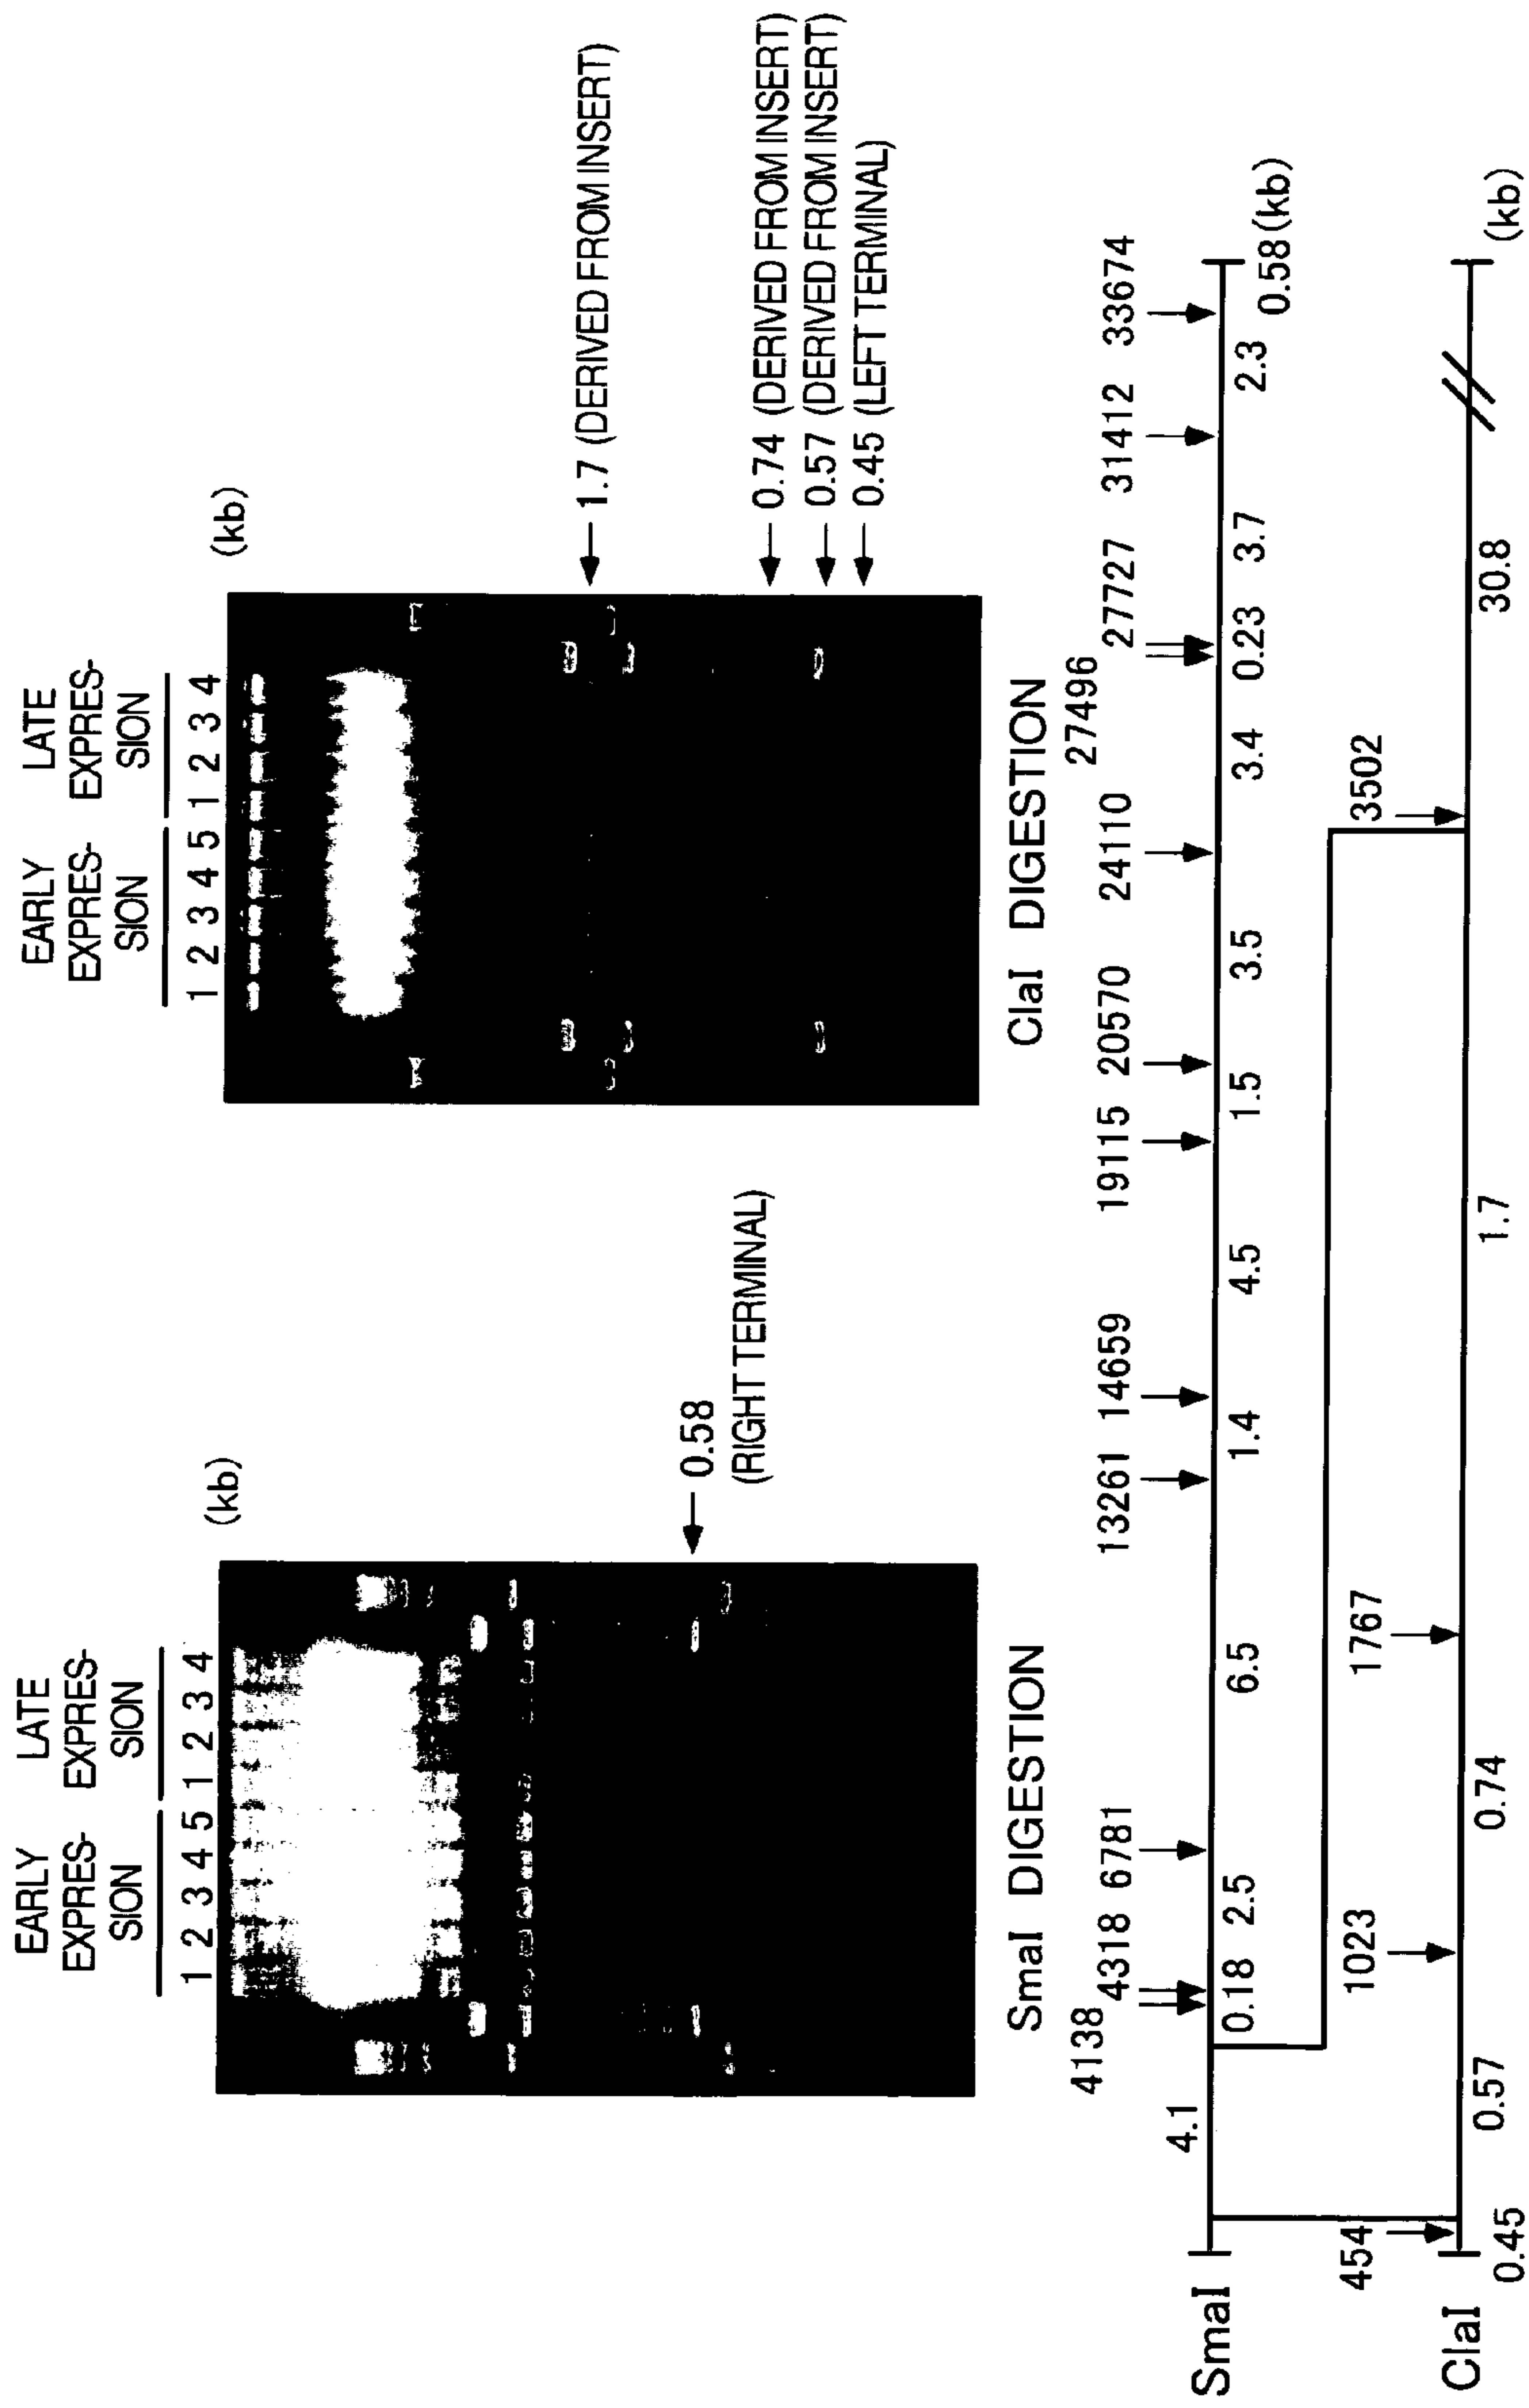 EARLY
EXPRES-
SION
LATE
EXPRES-
SION
1 2 3 4 5 1 2 3 4
(kb)
0.58
(RIGHT TERMINAL)
SmaI DIGESTION
EARLY
EXPRES-
SION
LATE
EXPRES-
SION
1 2 3 4 5 1 2 3 4
(kb)
1.7 (DERIVED FROM INSERT)
0.74 (DERIVED FROM INSERT)
0.57 (DERIVED FROM INSERT)
0.45 (LEFT TERMINAL)
ClaI DIGESTION
4138 4318 6781 13261 14659 19115 20570 24110 27496 27727 31412 33674
SmaI
4.1 0.18 2.5 6.5 1.4 4.5 1.5 3.5 3.4 0.23 3.7 2.3 0.58 (kb)
454 1023 1767 3502
ClaI
0.45 0.57 0.74 1.7 30.8 (kb)